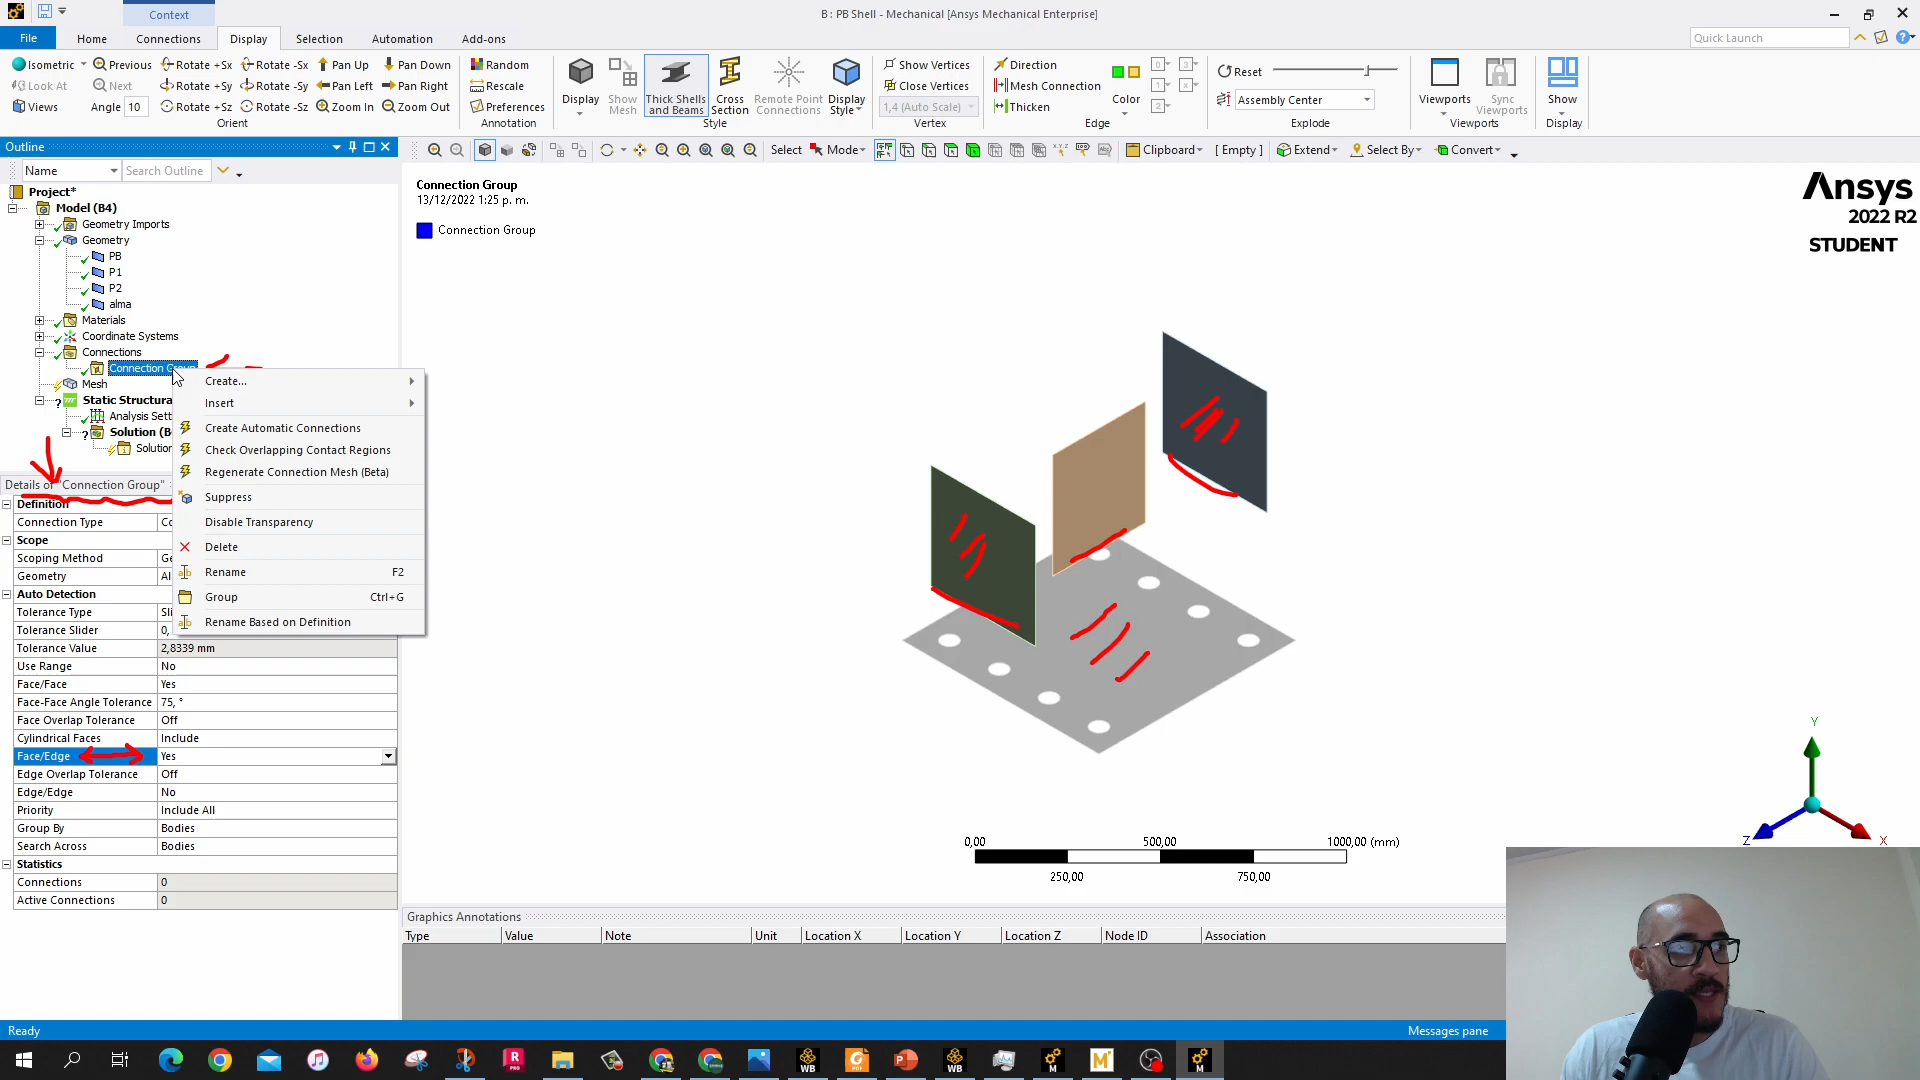 Context
B : PB Shell - Mechanical [Ansys Mechanical Enterprise]
File Home Connections Display Selection Automation Add-ons
Quick Launch
Isometric Previous Rotate +Sx Rotate -Sx Pan Up Pan Down
Look At Next Rotate +Sy Rotate -Sy Pan Left Pan Right
Views Angle 10 Rotate +Sz Rotate -Sz Zoom In Zoom Out
Orient
Random
Rescale
Preferences
Annotation
Display
Show Mesh
Thick Shells and Beams
Cross Section
Remote Point Connections
Display Style
Style
Show Vertices
Close Vertices
1,4 (Auto Scale)
Vertex
Direction
Mesh Connection
Thicken
Color
Edge
Reset
Assembly Center
Explode
Viewports
Sync Viewports
Viewports
Show
Display
Outline
Name Search Outline
Select Mode Clipboard [ Empty ] Extend Select By Convert
Project*
Model (B4)
Geometry Imports
Geometry
PB
P1
P2
alma
Materials
Coordinate Systems
Connections
Connection Group
Mesh
Static Structura
Analysis Sett
Solution (B
Solution
Create...
Insert
Create Automatic Connections
Check Overlapping Contact Regions
Regenerate Connection Mesh (Beta)
Suppress
Disable Transparency
Delete
Rename F2
Group Ctrl+G
Rename Based on Definition
Details of "Connection Group"
Definition
Connection Type Co
Scope
Scoping Method Ge
Geometry Al
Auto Detection
Tolerance Type Sli
Tolerance Slider 0,
Tolerance Value 2,8339 mm
Use Range No
Face/Face Yes
Face-Face Angle Tolerance 75, °
Face Overlap Tolerance Off
Cylindrical Faces Include
Face/Edge Yes
Edge Overlap Tolerance Off
Edge/Edge No
Priority Include All
Group By Bodies
Search Across Bodies
Statistics
Connections 0
Active Connections 0
Connection Group
13/12/2022 1:25 p. m.
Connection Group
Ansys
2022 R2
STUDENT
Y
Z X
0,00 500,00 1000,00 (mm)
250,00 750,00
Graphics Annotations
Type Value Note Unit Location X Location Y Location Z Node ID Association
Ready
Messages pane